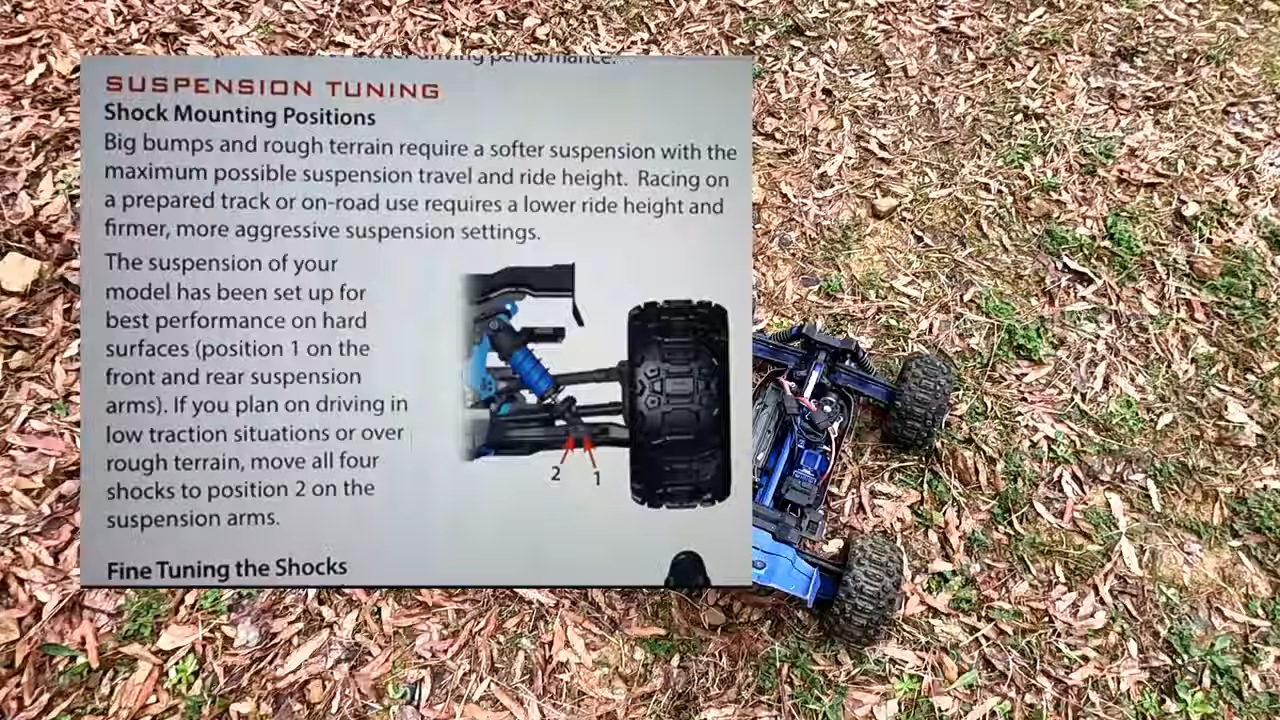 better driving performance.
SUSPENSION TUNING
Shock Mounting Positions
Big bumps and rough terrain require a softer suspension with the
maximum possible suspension travel and ride height. Racing on
a prepared track or on-road use requires a lower ride height and
firmer, more aggressive suspension settings.
The suspension of your
model has been set up for
best performance on hard
surfaces (position 1 on the
front and rear suspension
arms). If you plan on driving in
low traction situations or over
rough terrain, move all four
shocks to position 2 on the
suspension arms.
2 1
Fine Tuning the Shocks